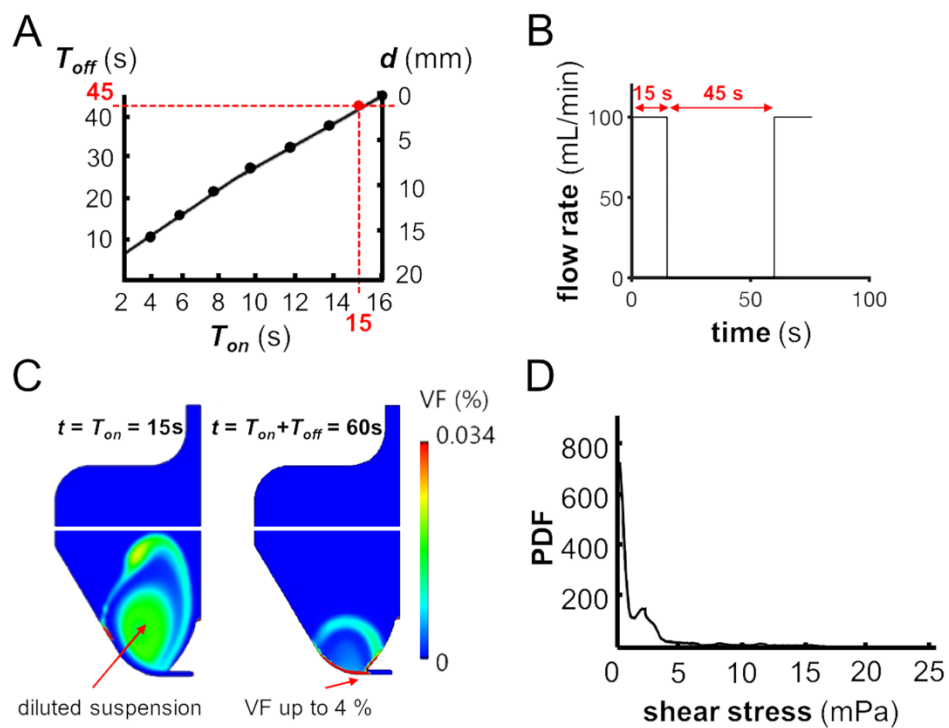 A
T_off (s)
d (mm)
45
40
30
20
10
0
5
10
15
20
2 4 6 8 10 12 14 16
15
T_on (s)
B
15 s 45 s
100
50
0
flow rate (mL/min)
0 50 100
time (s)
C
VF (%)
t = T_on = 15s
t = T_on+T_off = 60s
0.034
0
diluted suspension
VF up to 4 %
D
800
600
400
200
PDF
0 5 10 15 20 25
shear stress (mPa)